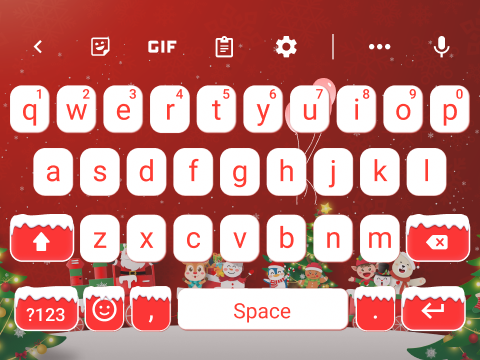 GIF
1 2 3 4 5 6 7 8 9 0
q w e r t y u i o p
a s d f g h j k l
z x c v b n m
?123 , Space .